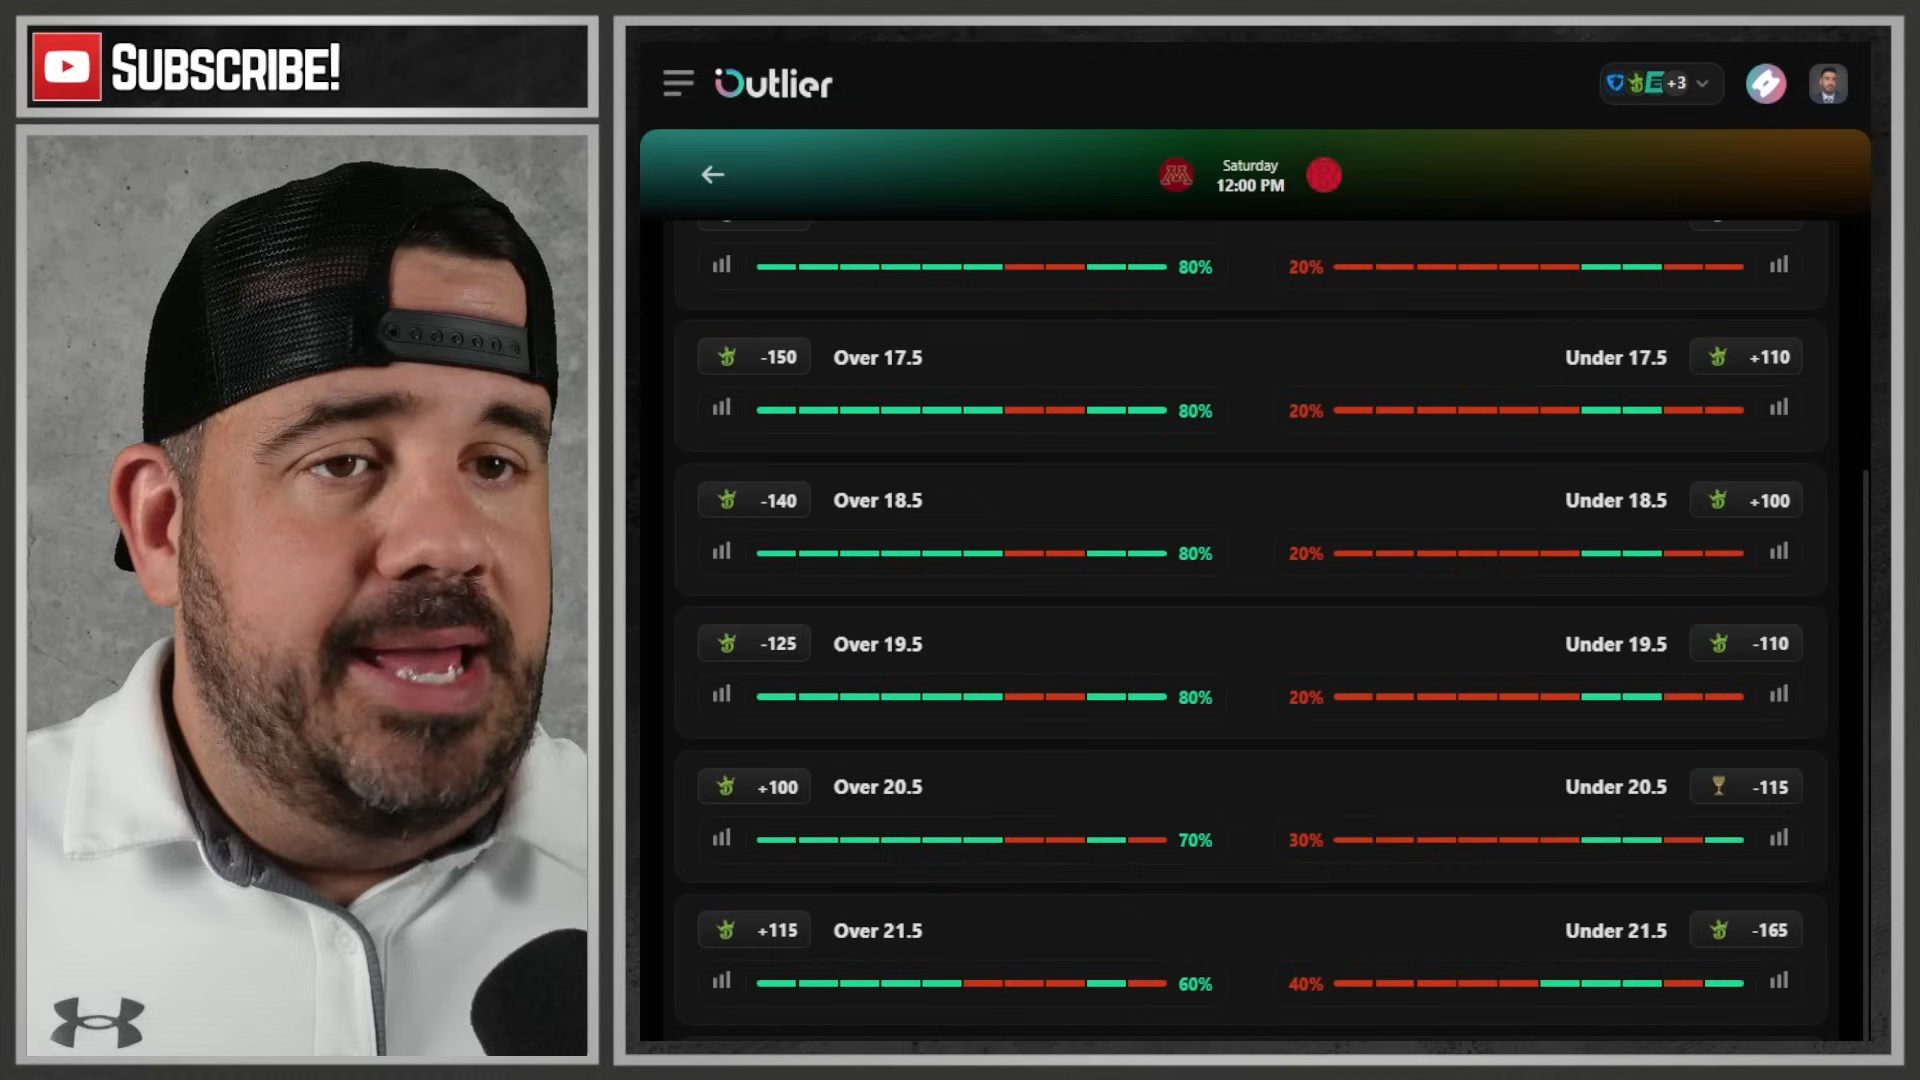 SUBSCRIBE!
Outlier
+3
Saturday
12:00 PM
80%
20%
-150 Over 17.5
Under 17.5 +110
80%
20%
-140 Over 18.5
Under 18.5 +100
80%
20%
-125 Over 19.5
Under 19.5 -110
80%
20%
+100 Over 20.5
Under 20.5 -115
70%
30%
+115 Over 21.5
Under 21.5 -165
60%
40%